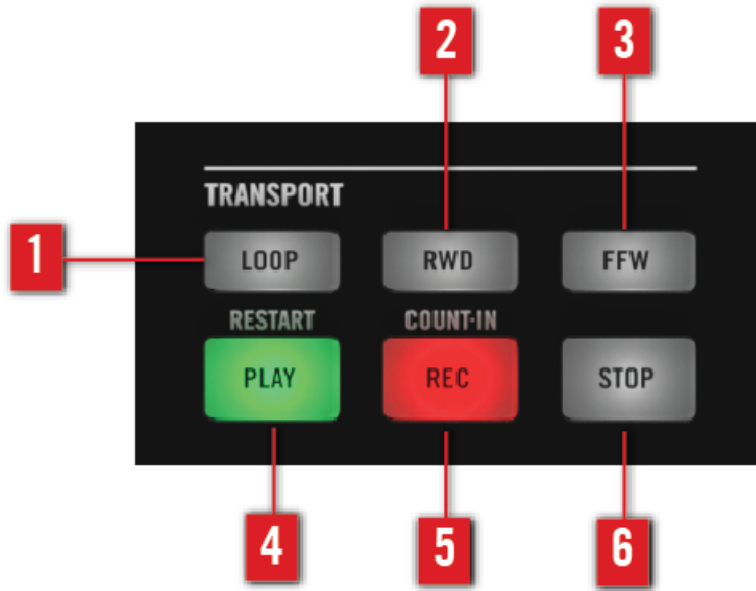 2 3
TRANSPORT
1 LOOP RWD FFW
RESTART COUNT-IN
PLAY REC STOP
4 5 6